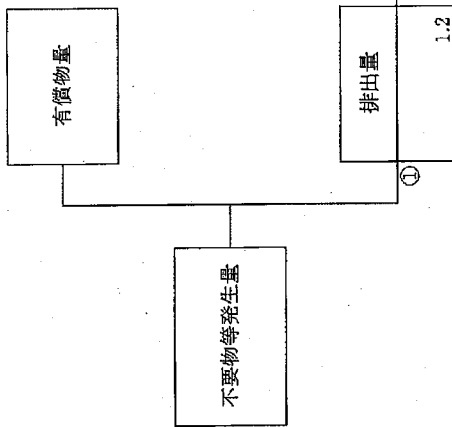 有償物量
不要物等発生量
排出量
①
1.2